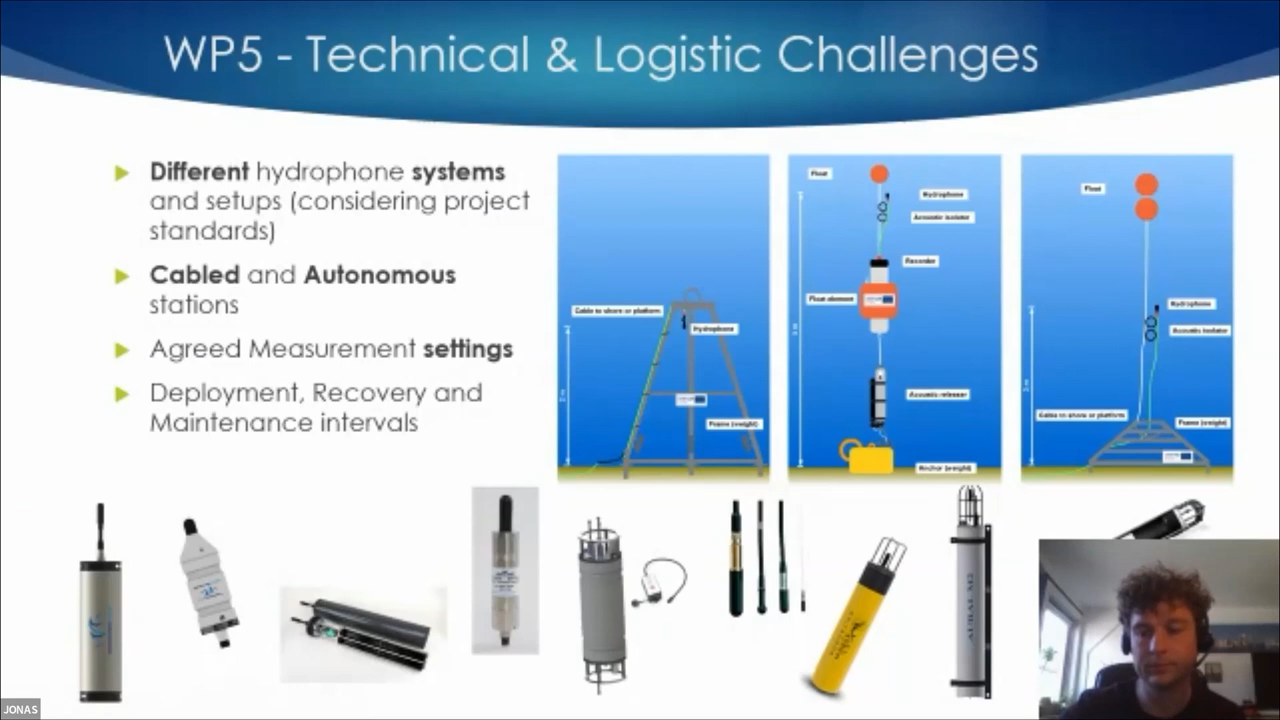 WP5 - Technical & Logistic Challenges
Different hydrophone systems
and setups (considering project
standards)
Cabled and Autonomous
stations
Agreed Measurement settings
Deployment, Recovery and
Maintenance intervals
Cable to shore or platform
Hydrophone
Frame (weight)
Float
Hydrophone
Acoustic isolator
Recorder
Float element
Acoustic releaser
Anchor (weight)
Float
Hydrophone
Acoustic isolator
Cable to shore or platform
Frame (weight)
JONAS